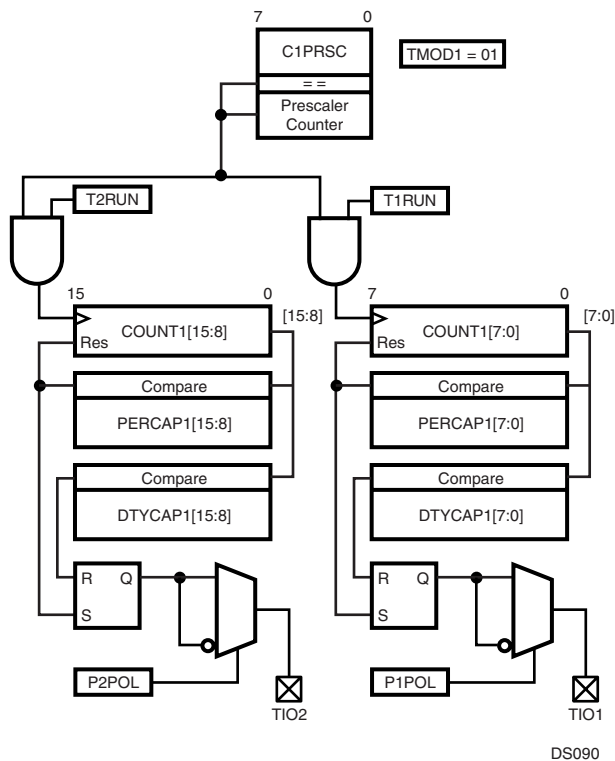 7 0
C1PRSC
TMOD1 = 01
= =
Prescaler
Counter
T2RUN
T1RUN
15 0 [15:8]
COUNT1[15:8]
Res
Compare
PERCAP1[15:8]
Compare
DTYCAP1[15:8]
R Q
S
P2POL
TIO2
7 0 [7:0]
COUNT1[7:0]
Res
Compare
PERCAP1[7:0]
Compare
DTYCAP1[7:0]
R Q
S
P1POL
TIO1
DS090